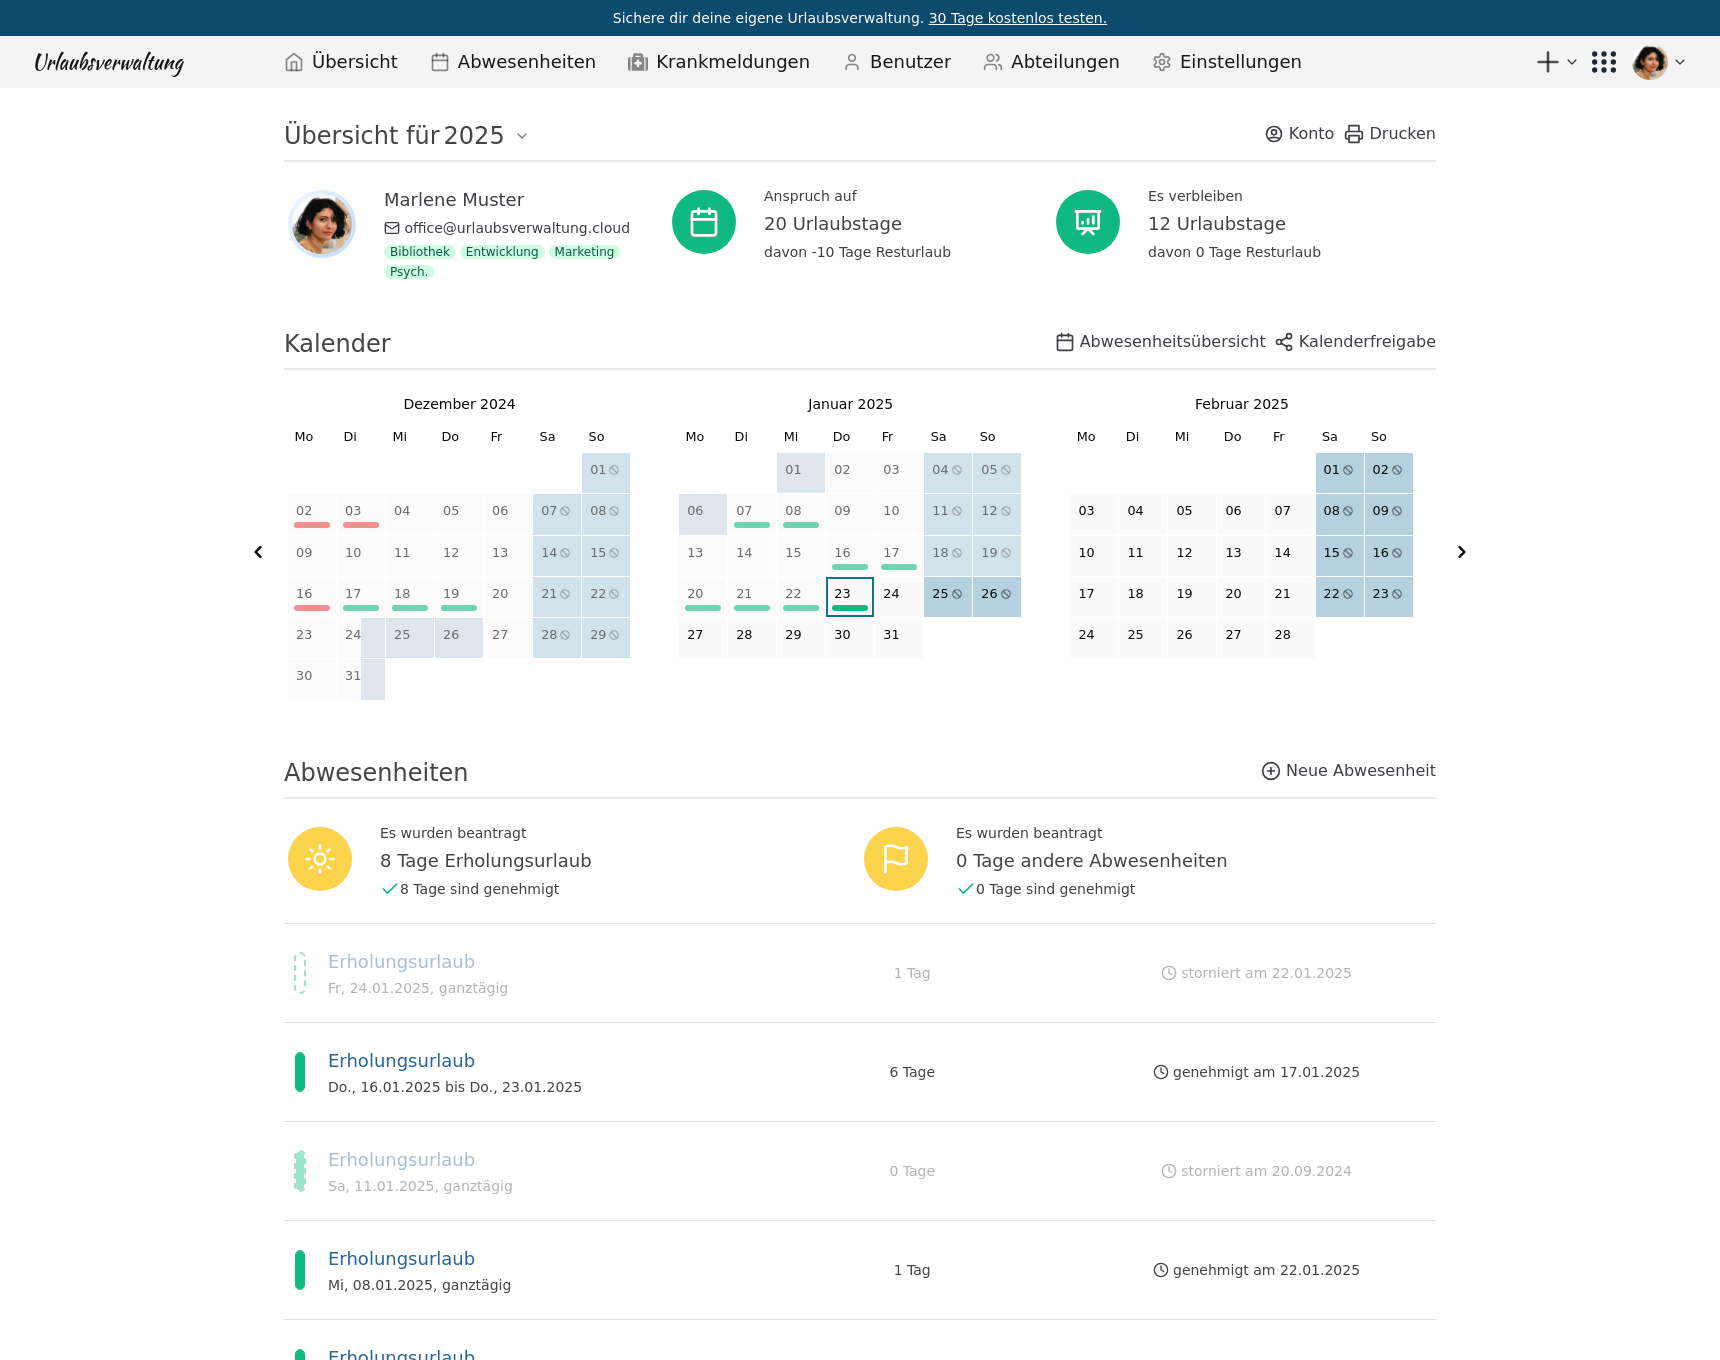 Sichere dir deine eigene Urlaubsverwaltung. 30 Tage kostenlos testen.
Urlaubsverwaltung Übersicht Abwesenheiten Krankmeldungen Benutzer Abteilungen Einstellungen
Übersicht für 2025 Konto Drucken
Marlene Muster
office@urlaubsverwaltung.cloud
Bibliothek Entwicklung Marketing
Psych.
Anspruch auf
20 Urlaubstage
davon -10 Tage Resturlaub
Es verbleiben
12 Urlaubstage
davon 0 Tage Resturlaub
Kalender Abwesenheitsübersicht Kalenderfreigabe
Dezember 2024
Mo Di Mi Do Fr Sa So
01
02 03 04 05 06 07 08
09 10 11 12 13 14 15
16 17 18 19 20 21 22
23 24 25 26 27 28 29
30 31
Januar 2025
Mo Di Mi Do Fr Sa So
01 02 03 04 05
06 07 08 09 10 11 12
13 14 15 16 17 18 19
20 21 22 23 24 25 26
27 28 29 30 31
Februar 2025
Mo Di Mi Do Fr Sa So
01 02
03 04 05 06 07 08 09
10 11 12 13 14 15 16
17 18 19 20 21 22 23
24 25 26 27 28
Abwesenheiten Neue Abwesenheit
Es wurden beantragt
8 Tage Erholungsurlaub
8 Tage sind genehmigt
Es wurden beantragt
0 Tage andere Abwesenheiten
0 Tage sind genehmigt
Erholungsurlaub
Fr, 24.01.2025, ganztägig
1 Tag
storniert am 22.01.2025
Erholungsurlaub
Do., 16.01.2025 bis Do., 23.01.2025
6 Tage
genehmigt am 17.01.2025
Erholungsurlaub
Sa, 11.01.2025, ganztägig
0 Tage
storniert am 20.09.2024
Erholungsurlaub
Mi, 08.01.2025, ganztägig
1 Tag
genehmigt am 22.01.2025
Erholungsurlaub